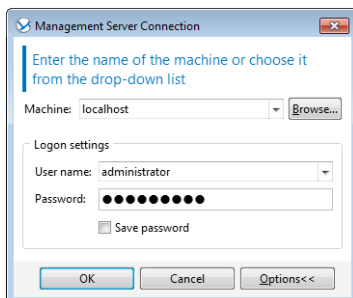 Management Server Connection
Enter the name of the machine or choose it
from the drop-down list
Machine: localhost Browse...
Logon settings
User name: administrator
Password: ●●●●●●●●●
Save password
OK Cancel Options<<